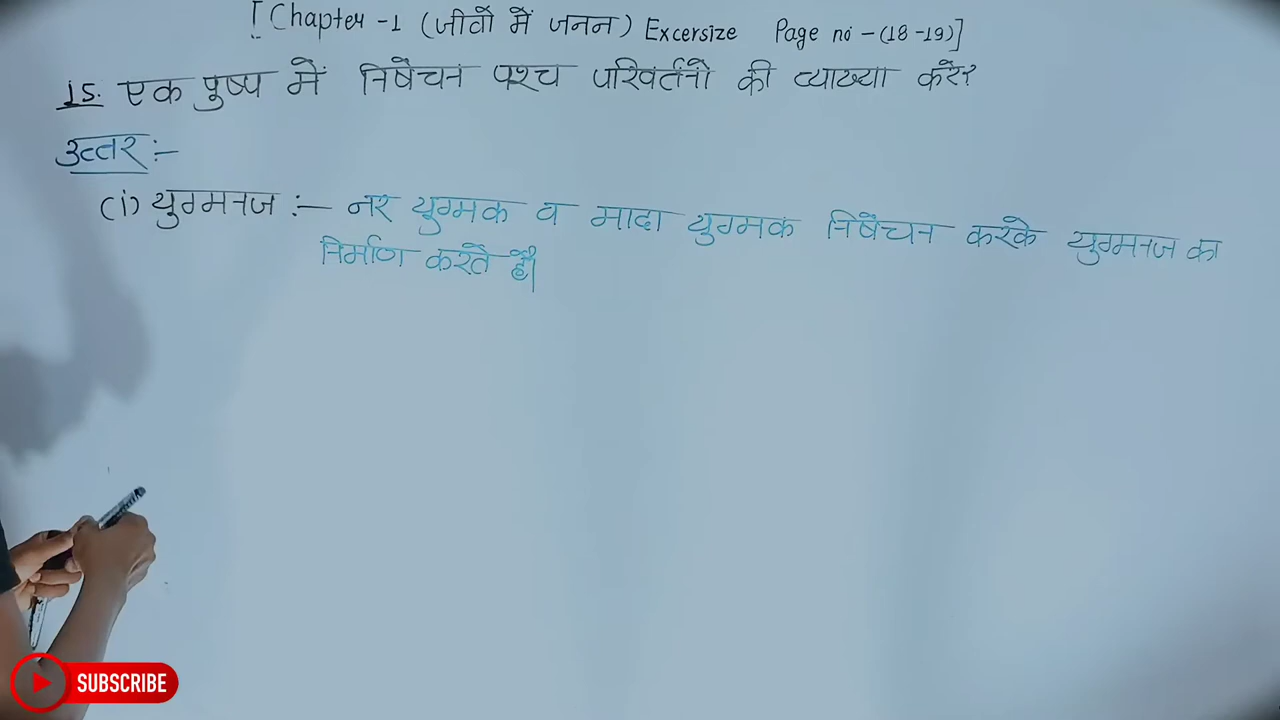 [Chapter -1 (जीवो में जनन) Excersize Page no - (18 -19)]
15. एक पुष्प में निषेचन पश्च परिवर्तनो की व्याख्या करे?
उत्तर :-
(i) युग्मनज :- नर युग्मक व मादा युग्मक निषेचन करके युग्मनज का
निर्माण करते है।
SUBSCRIBE